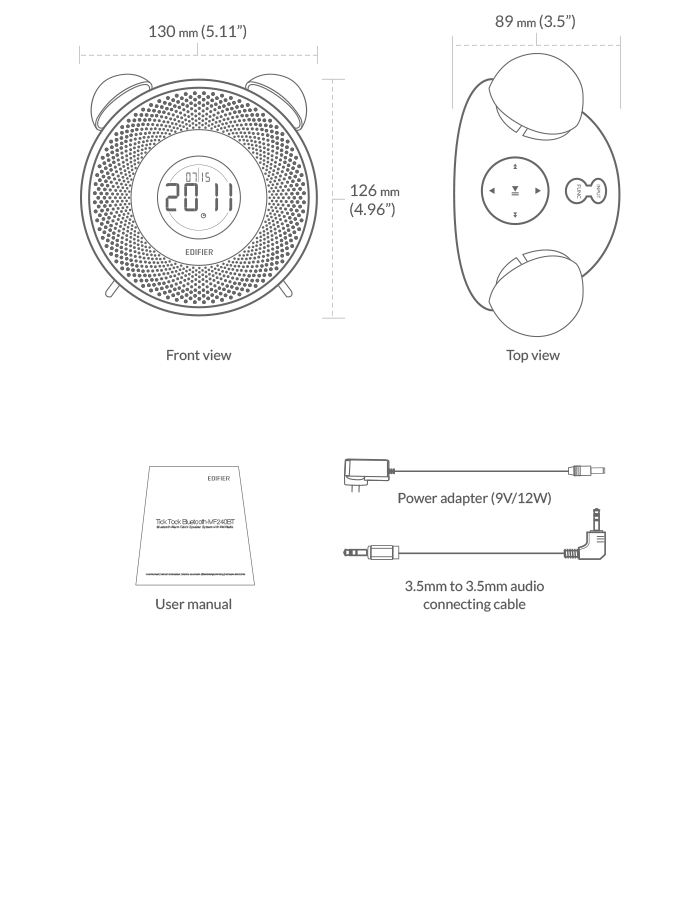 130 mm (5.11”)
89 mm (3.5”)
126 mm
(4.96”)
07 15
20 11
EDIFIER
FUNC
INPUT
Front view
Top view
EDIFIER
Tick Tock Bluetooth-MF240BT
Power adapter (9V/12W)
3.5mm to 3.5mm audio
connecting cable
User manual